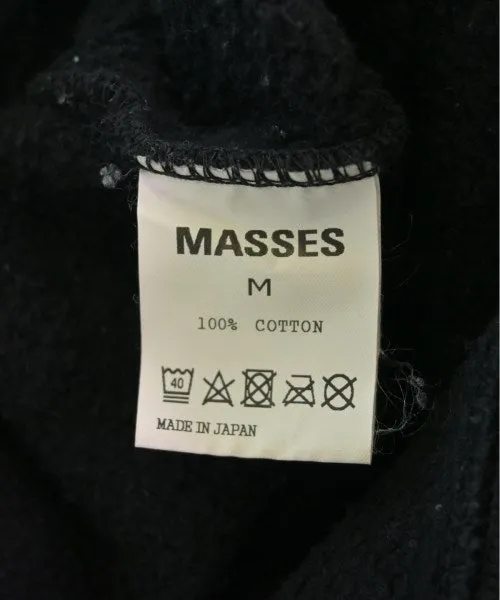 MASSES
M
100% COTTON
40
MADE IN JAPAN